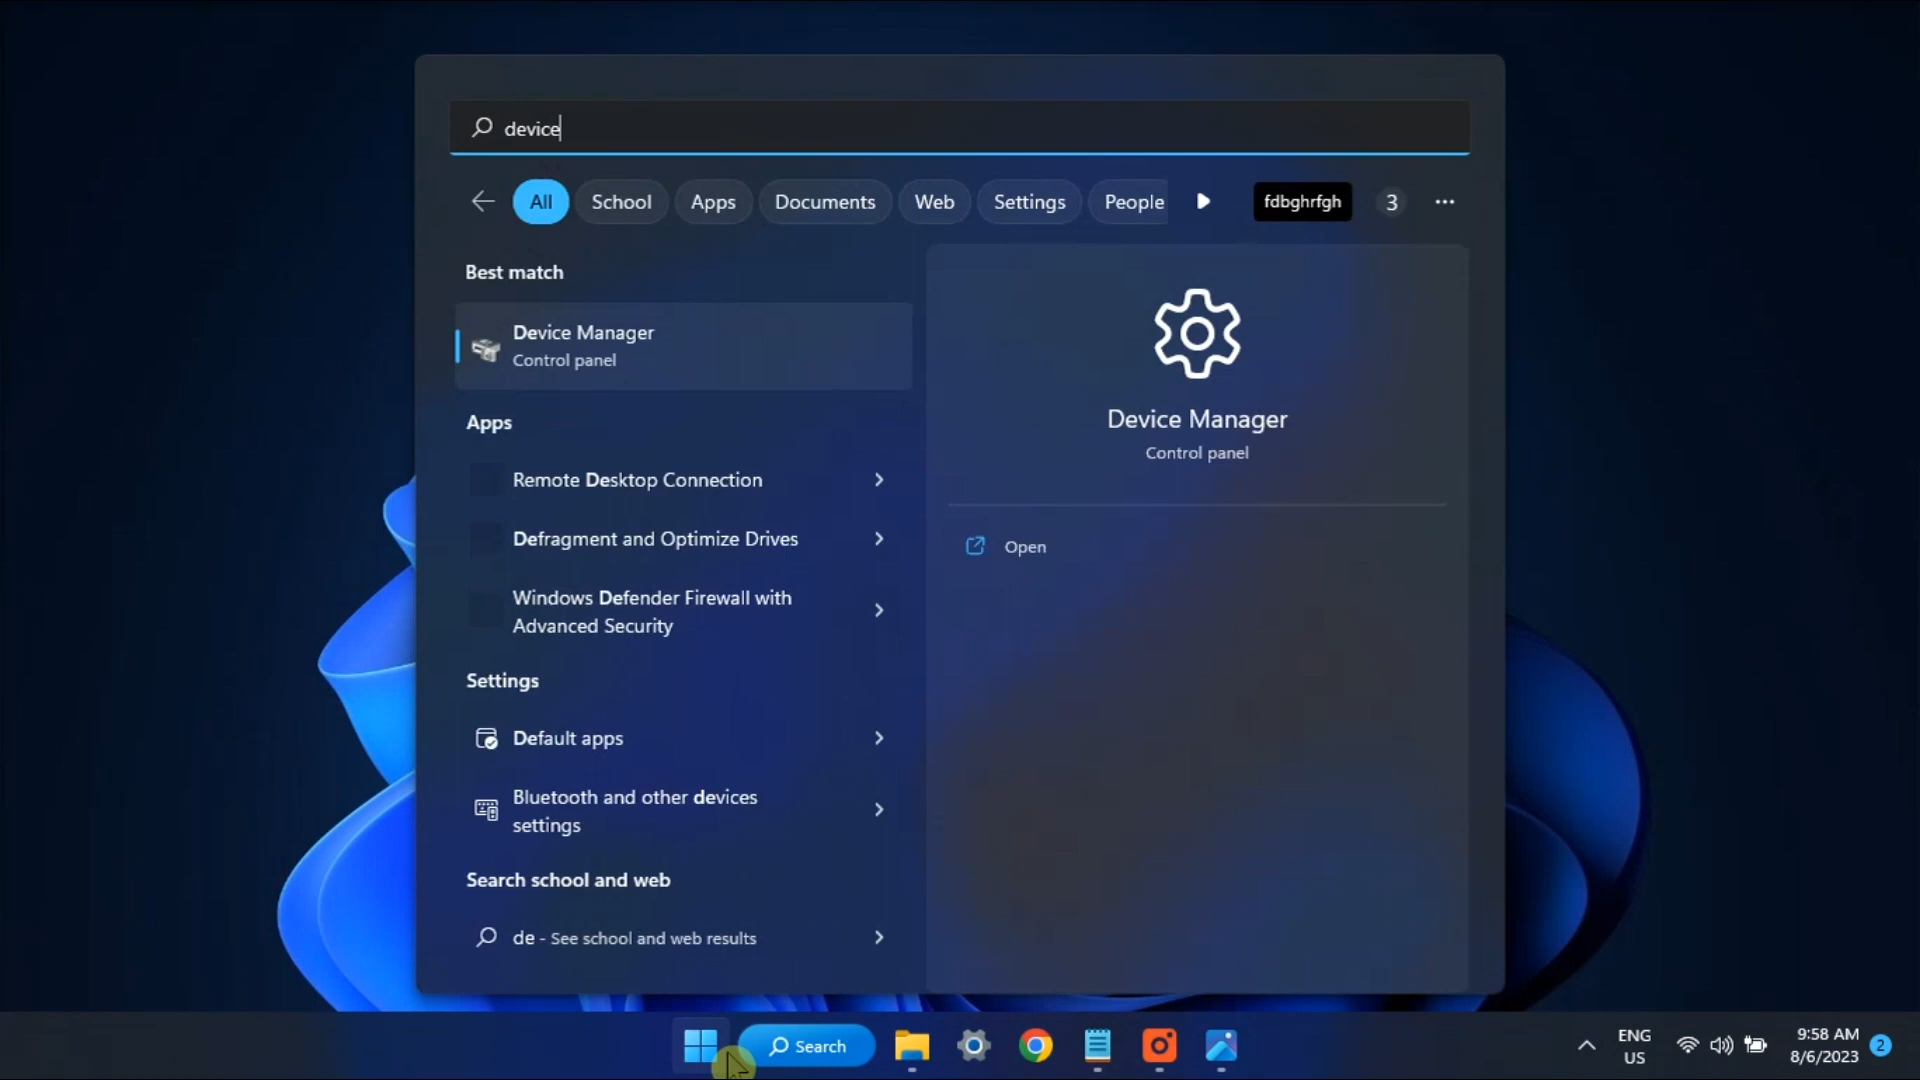 device
All School Apps Documents Web Settings People fdbghrfgh 3
Best match
Device Manager
Control panel
Apps
Remote Desktop Connection
Defragment and Optimize Drives
Windows Defender Firewall with
Advanced Security
Settings
Default apps
Bluetooth and other devices
settings
Search school and web
de - See school and web results
Device Manager
Control panel
Open
Search
ENG
US
9:58 AM
8/6/2023
2